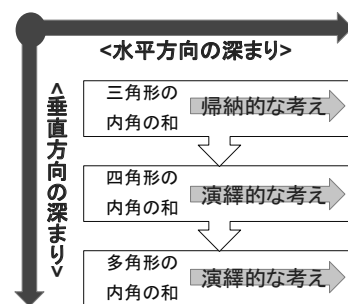 <水平方向の深まり>
<垂直方向の深まり>
三角形の
内角の和
帰納的な考え
四角形の
内角の和
演繹的な考え
多角形の
内角の和
演繹的な考え